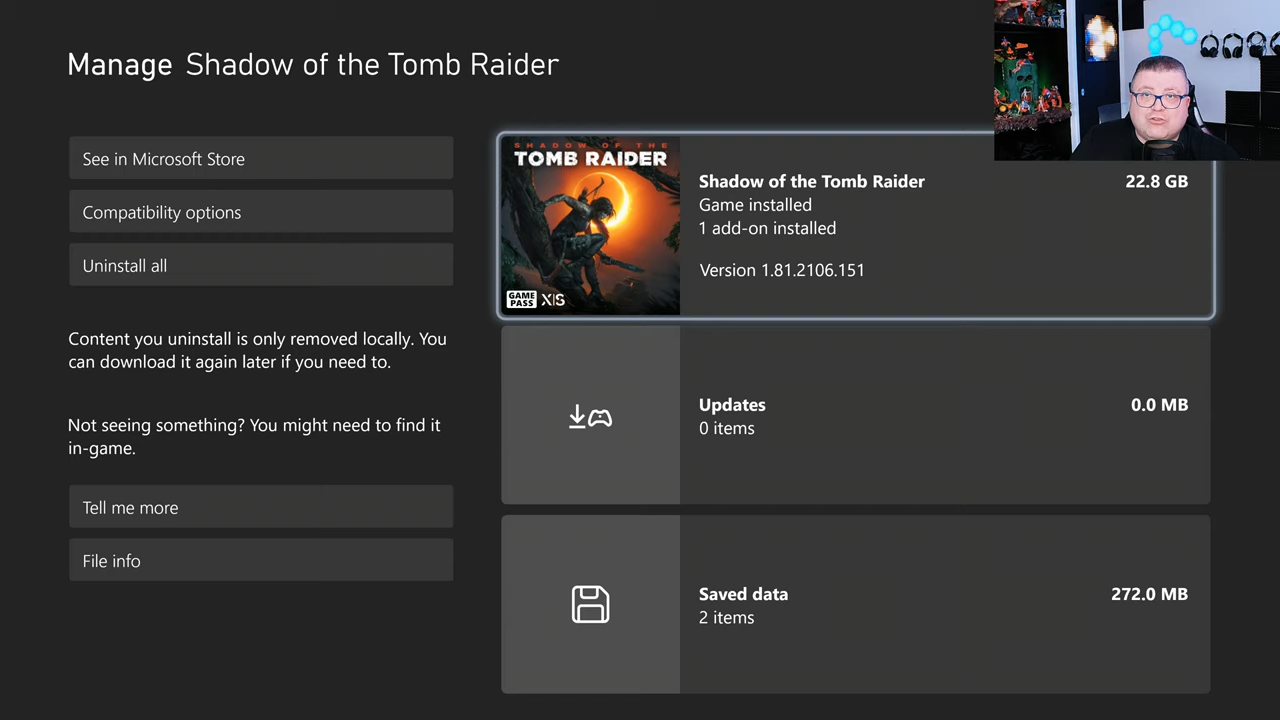 Manage Shadow of the Tomb Raider
See in Microsoft Store
Compatibility options
Uninstall all
Content you uninstall is only removed locally. You
can download it again later if you need to.
Not seeing something? You might need to find it
in-game.
Tell me more
File info
SHADOW OF THE
TOMB RAIDER
GAME
PASS
X|S
Shadow of the Tomb Raider
22.8 GB
Game installed
1 add-on installed
Version 1.81.2106.151
Updates
0.0 MB
0 items
Saved data
272.0 MB
2 items